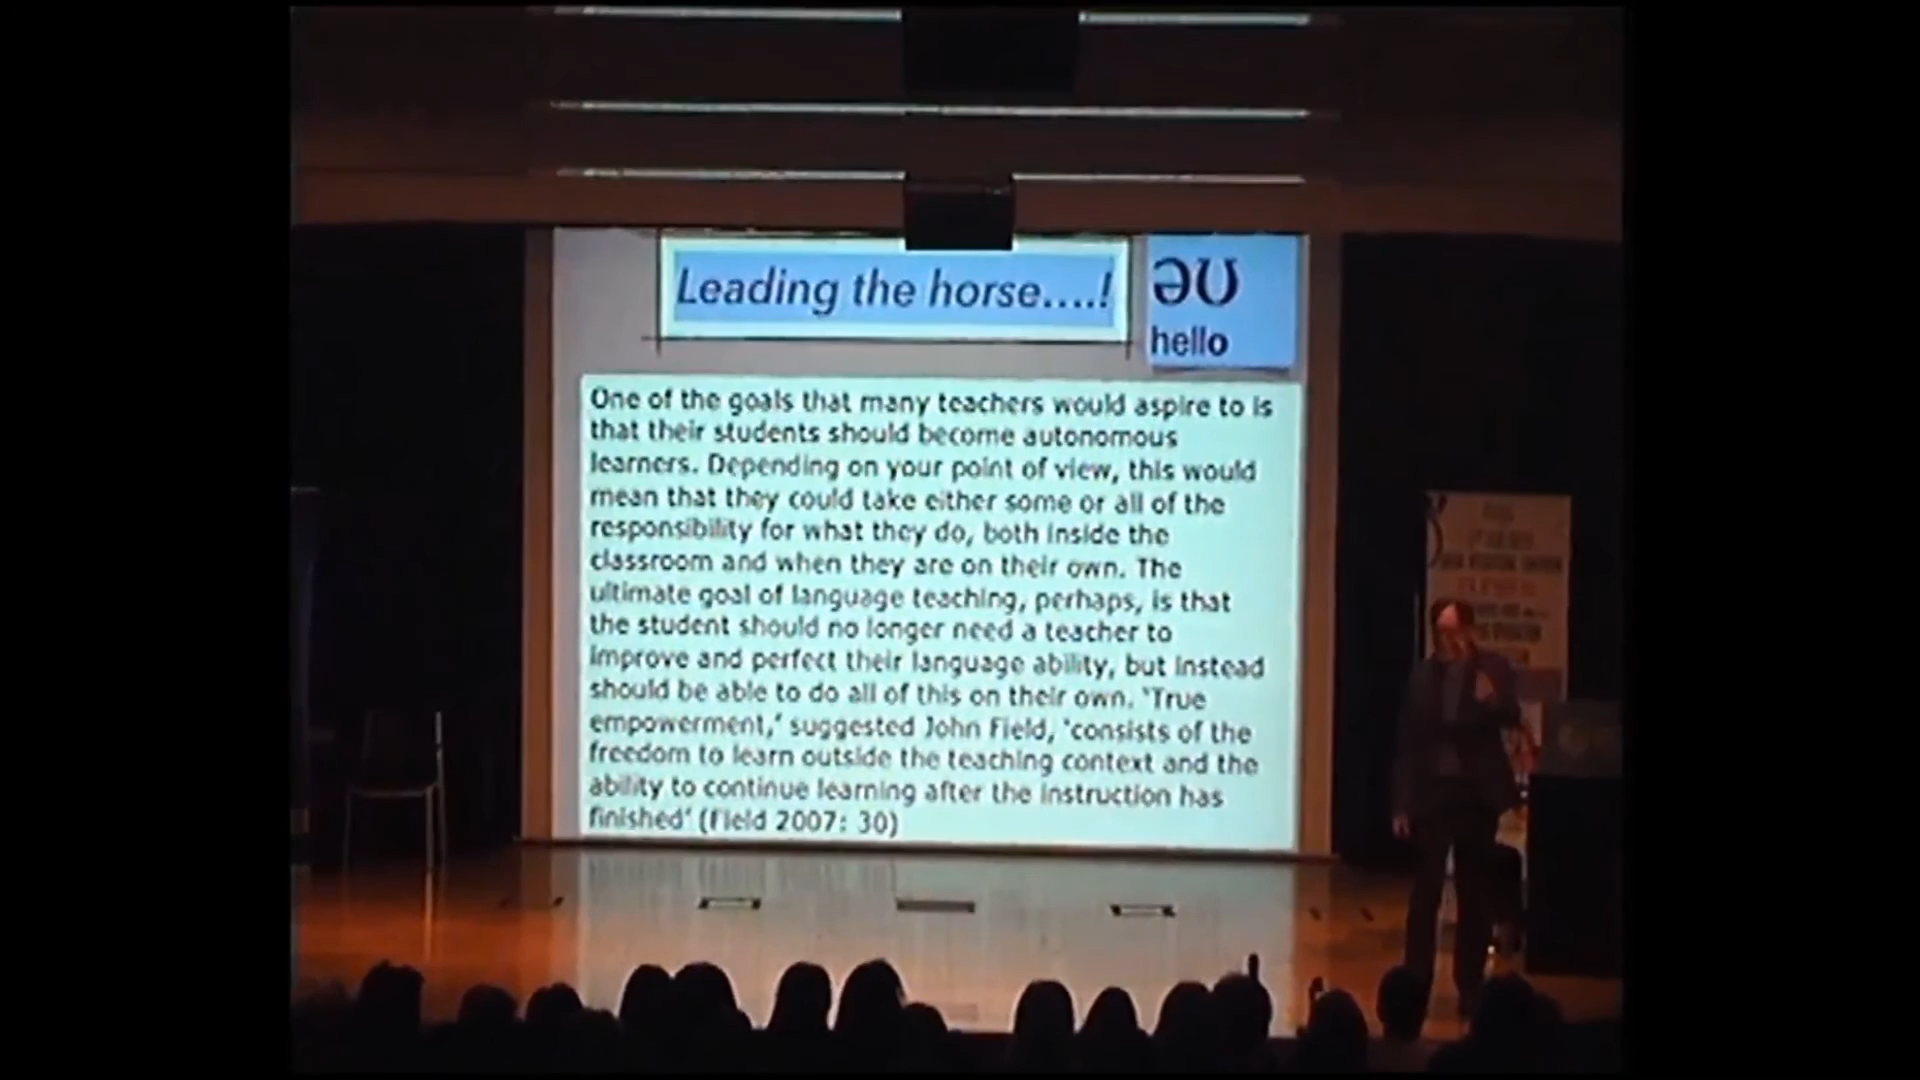 Leading the horse....!
əʊ
hello
One of the goals that many teachers would aspire to is
that their students should become autonomous
learners. Depending on your point of view, this would
mean that they could take either some or all of the
responsibility for what they do, both inside the
classroom and when they are on their own. The
ultimate goal of language teaching, perhaps, is that
the student should no longer need a teacher to
improve and perfect their language ability, but instead
should be able to do all of this on their own. 'True
empowerment,' suggested John Field, 'consists of the
freedom to learn outside the teaching context and the
ability to continue learning after the instruction has
finished' (Field 2007: 30)